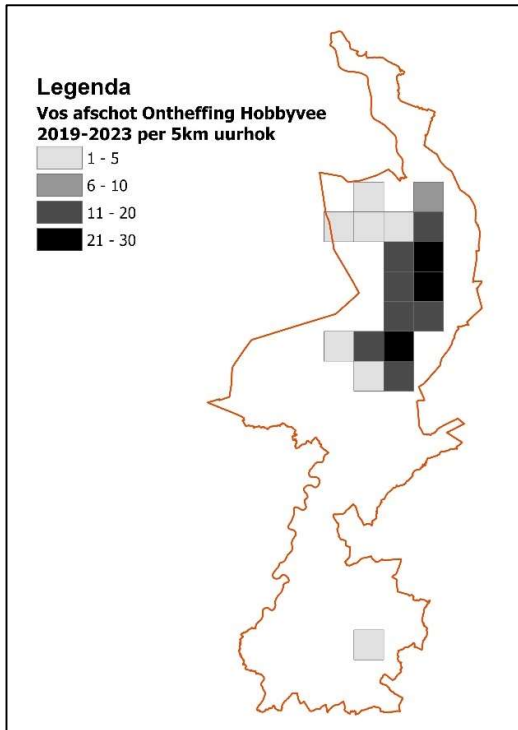 Legenda
Vos afschot Ontheffing Hobbyvee
2019-2023 per 5km uurhok
1 - 5
6 - 10
11 - 20
21 - 30